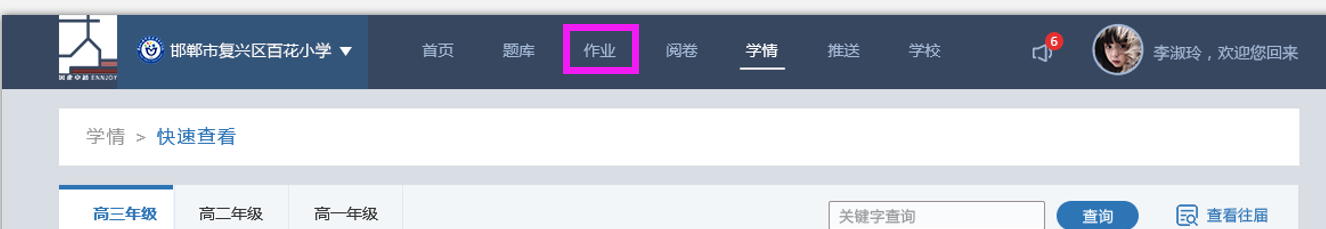 邯郸市复兴区百花小学 首页 题库 作业 阅卷 学情 推送 学校 6 李淑玲，欢迎您回来
学情 > 快速查看
高三年级 高二年级 高一年级 关键字查询 查询 查看往届